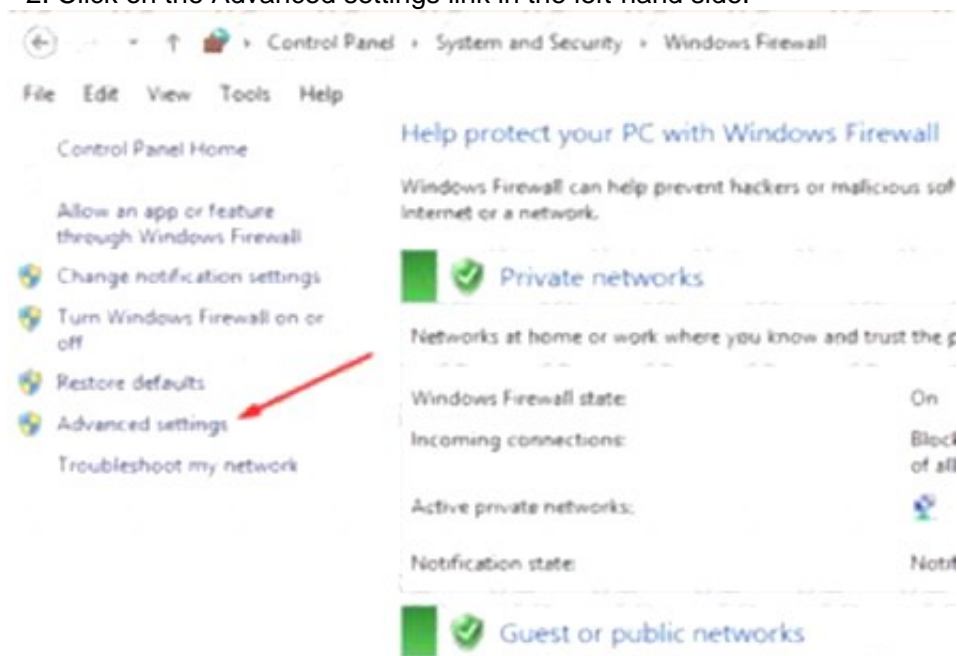 2. Click on the Advanced settings link in the left-hand side.
Control Panel System and Security Windows Firewall
File Edit View Tools Help
Control Panel Home
Allow an app or feature
through Windows Firewall
Change notification settings
Turn Windows Firewall on or
off
Restore defaults
Advanced settings
Troubleshoot my network
Help protect your PC with Windows Firewall
Windows Firewall can help prevent hackers or malicious sof
Internet or a network.
Private networks
Networks at home or work where you know and trust the p
Windows Firewall state: On
Incoming connections: Block
of all
Active private networks:
Notification state: Notif
Guest or public networks